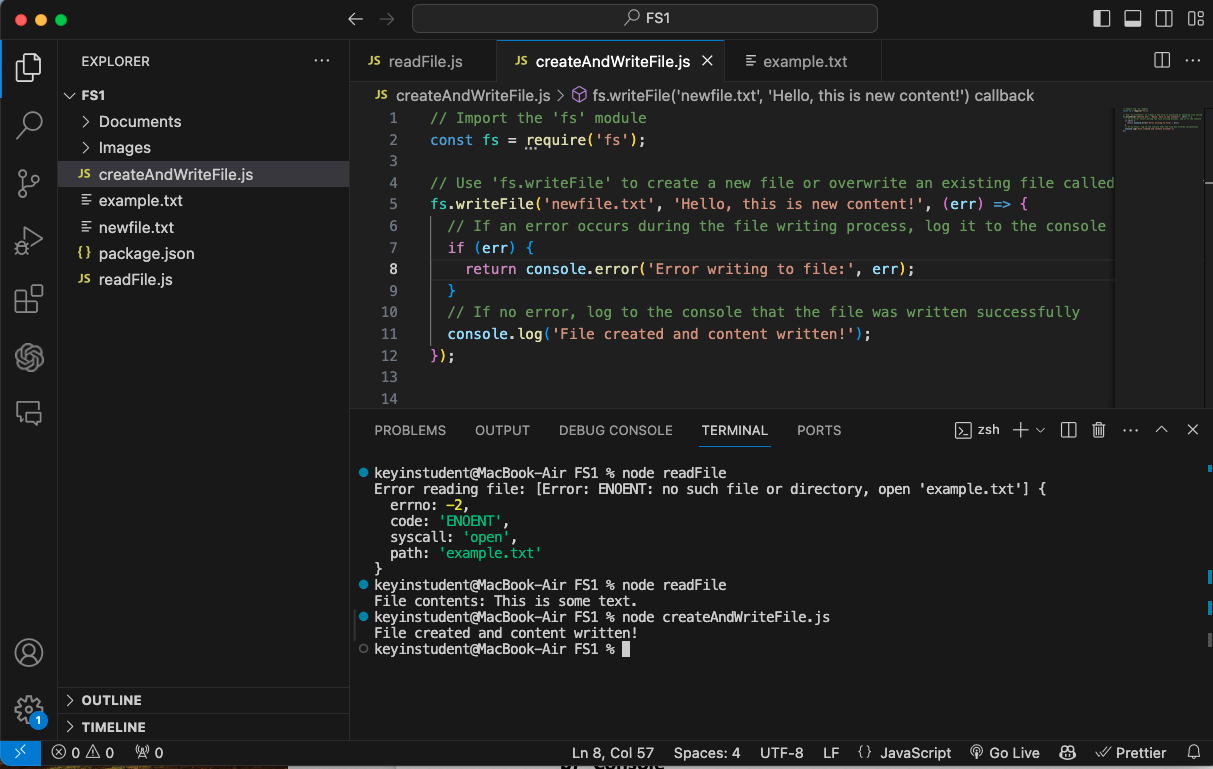 FS1
EXPLORER
FS1
Documents
Images
JS createAndWriteFile.js
example.txt
newfile.txt
{} package.json
JS readFile.js
OUTLINE
TIMELINE
1
JS readFile.js
JS createAndWriteFile.js
example.txt
JS createAndWriteFile.js > fs.writeFile('newfile.txt', 'Hello, this is new content!') callback
1 // Import the 'fs' module
2 const fs = require('fs');
3
4 // Use 'fs.writeFile' to create a new file or overwrite an existing file called
5 fs.writeFile('newfile.txt', 'Hello, this is new content!', (err) => {
6 // If an error occurs during the file writing process, log it to the console
7 if (err) {
8 return console.error('Error writing to file:', err);
9 }
10 // If no error, log to the console that the file was written successfully
11 console.log('File created and content written!');
12 });
13
14
PROBLEMS OUTPUT DEBUG CONSOLE TERMINAL PORTS zsh
keyinstudent@MacBook-Air FS1 % node readFile
Error reading file: [Error: ENOENT: no such file or directory, open 'example.txt'] {
errno: -2,
code: 'ENOENT',
syscall: 'open',
path: 'example.txt'
}
keyinstudent@MacBook-Air FS1 % node readFile
File contents: This is some text.
keyinstudent@MacBook-Air FS1 % node createAndWriteFile.js
File created and content written!
keyinstudent@MacBook-Air FS1 %
0 0 0 Ln 8, Col 57 Spaces: 4 UTF-8 LF {} JavaScript Go Live Prettier